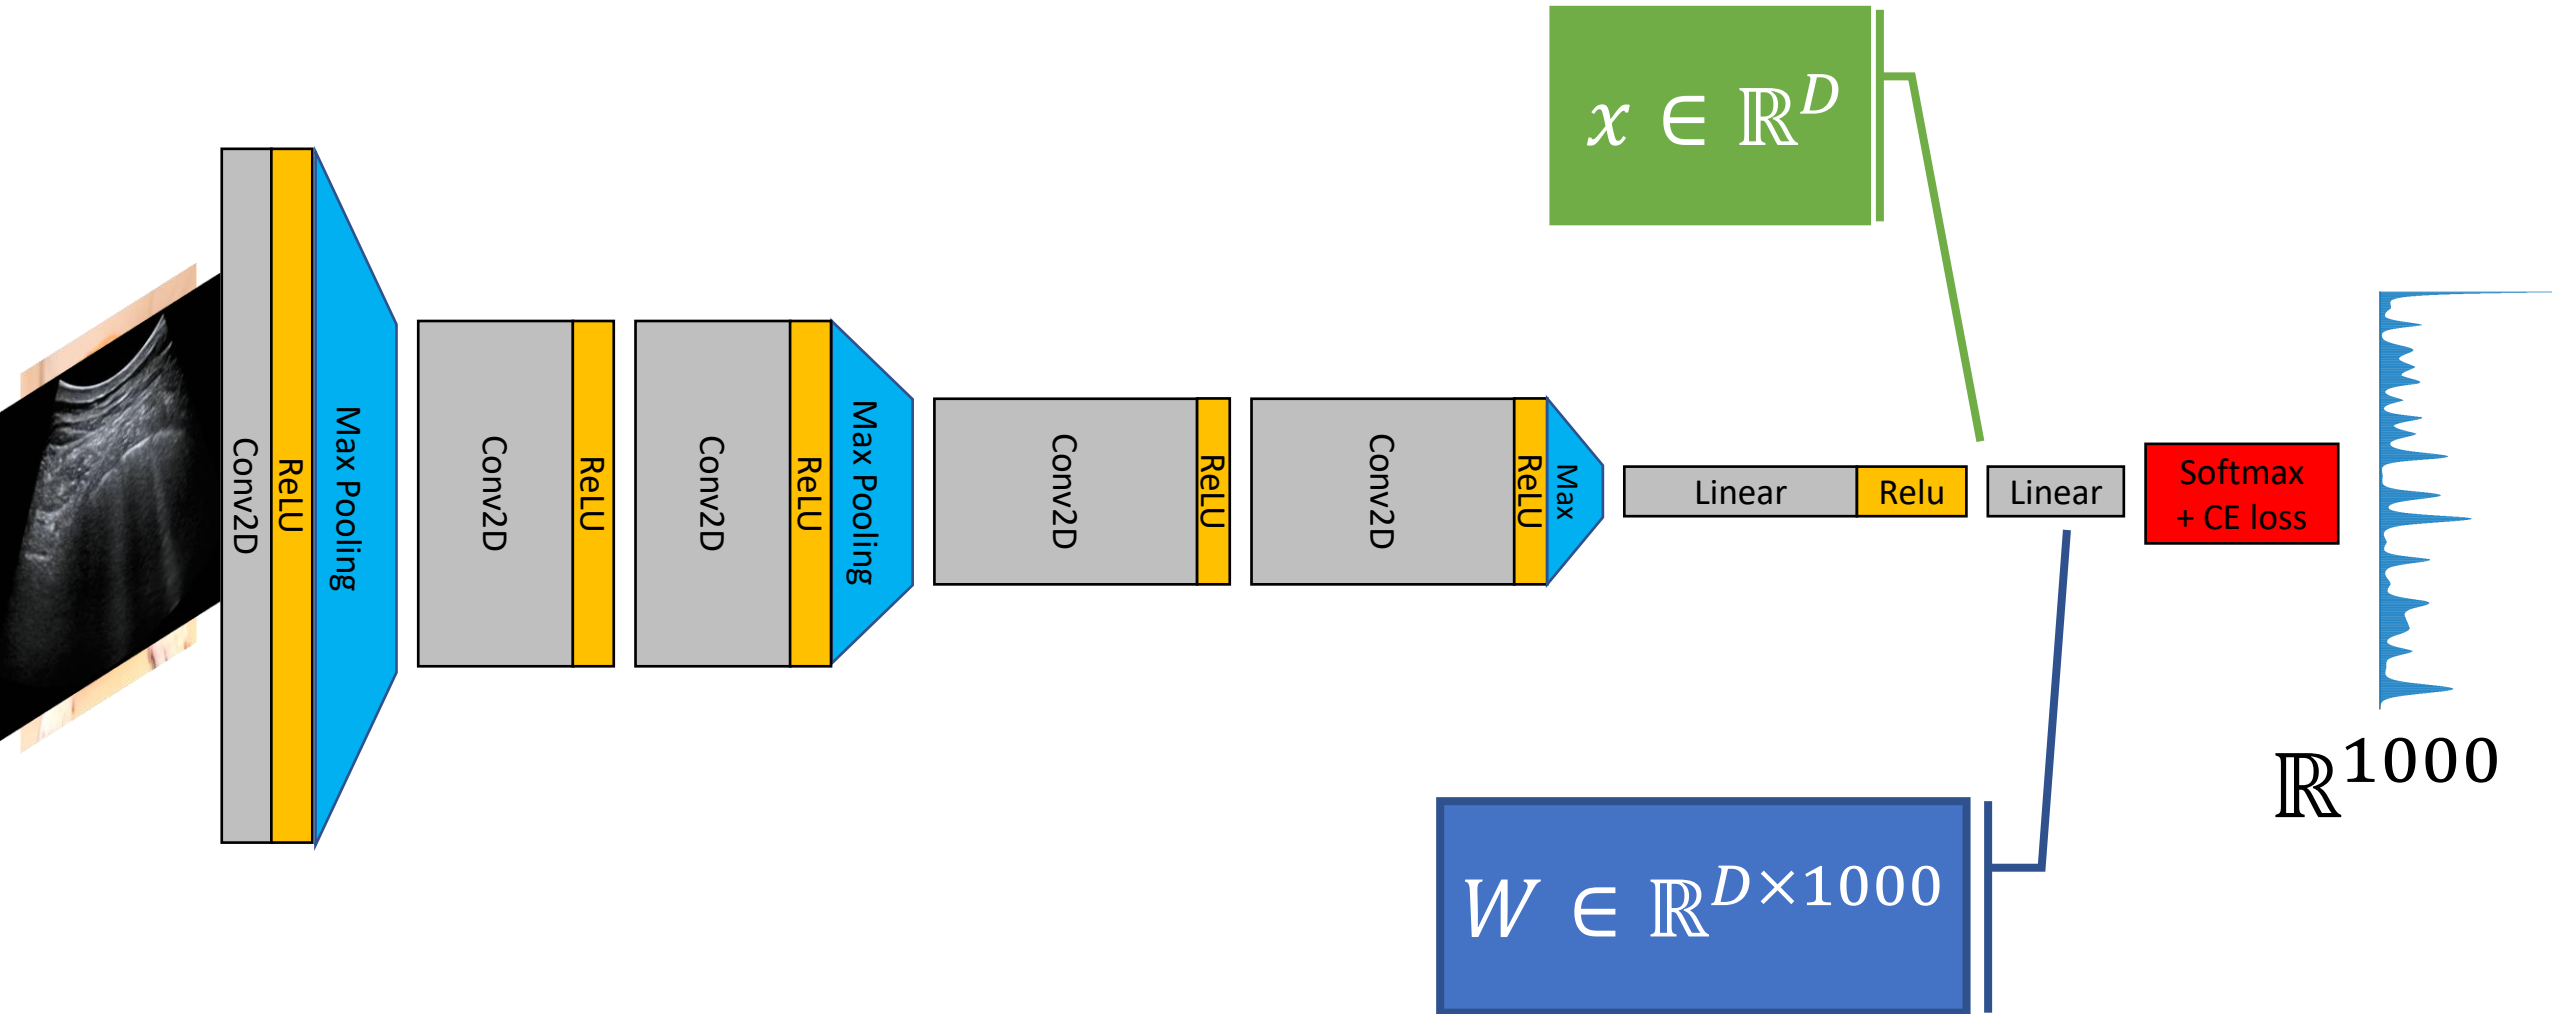 Conv2D
ReLU
Max Pooling
Conv2D
ReLU
Conv2D
ReLU
Max Pooling
Conv2D
ReLU
Conv2D
ReLU
Max
Linear
Relu
x ∈ ℝ^D
Linear
W ∈ ℝ^{D×1000}
Softmax
+ CE loss
ℝ^1000